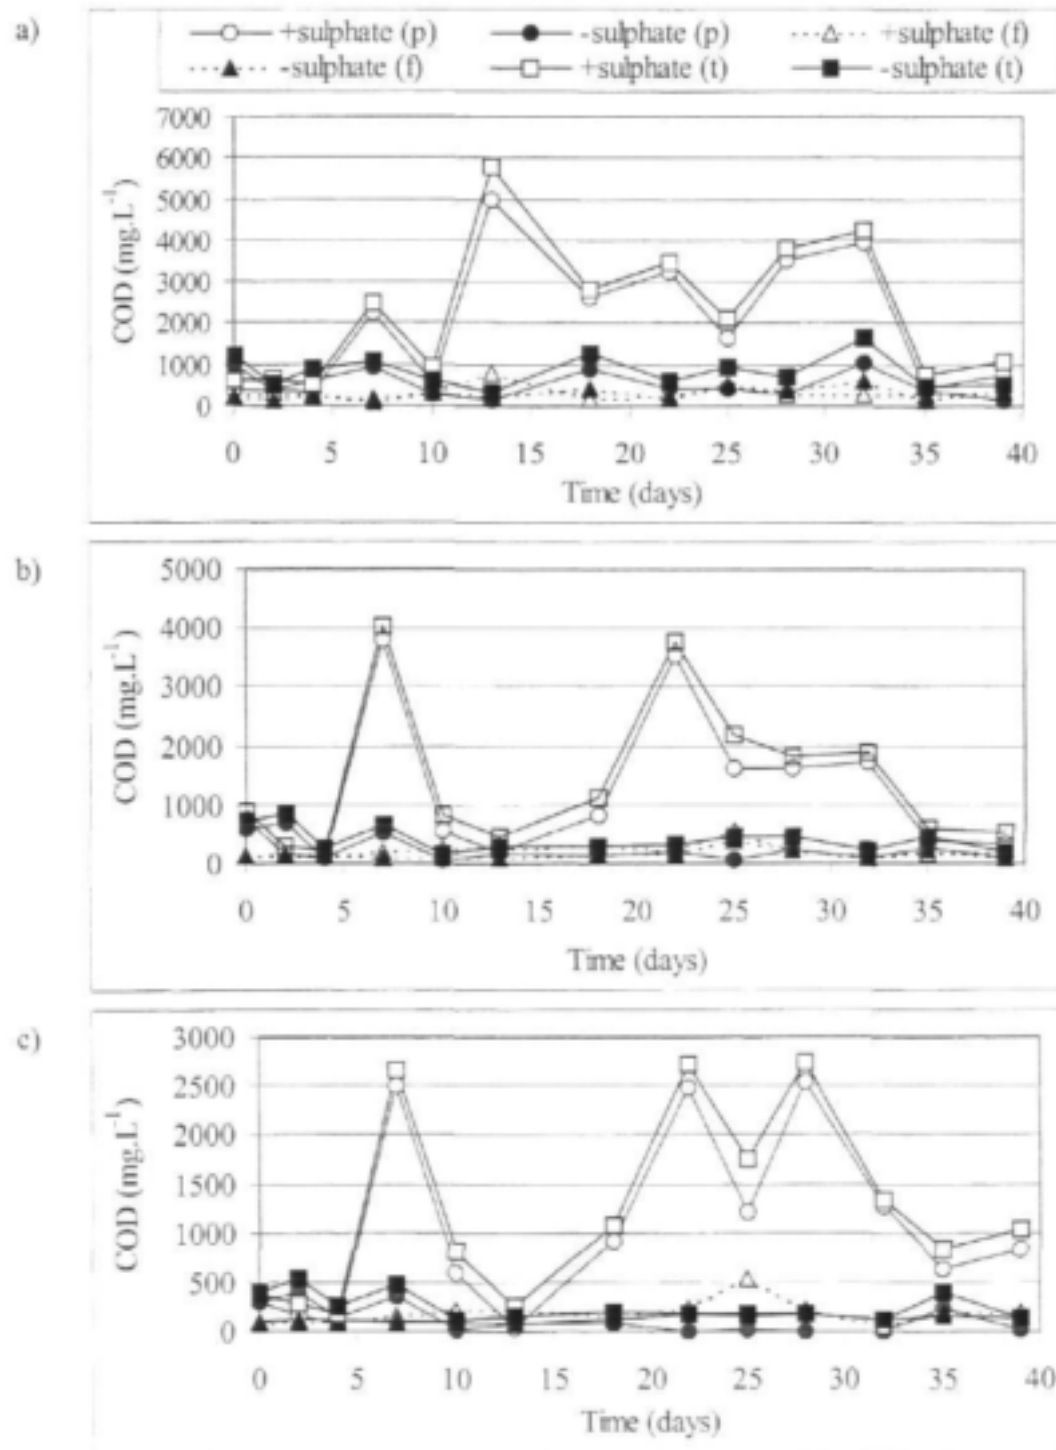 a)
+sulphate (p) -sulphate (p) +sulphate (f)
-sulphate (f) +sulphate (t) -sulphate (t)
7000
6000
5000
4000
3000
2000
1000
0
COD (mg.L-1)
0 5 10 15 20 25 30 35 40
Time (days)
b)
5000
4000
3000
2000
1000
0
COD (mg.L-1)
0 5 10 15 20 25 30 35 40
Time (days)
c)
3000
2500
2000
1500
1000
500
0
COD (mg.L-1)
0 5 10 15 20 25 30 35 40
Time (days)